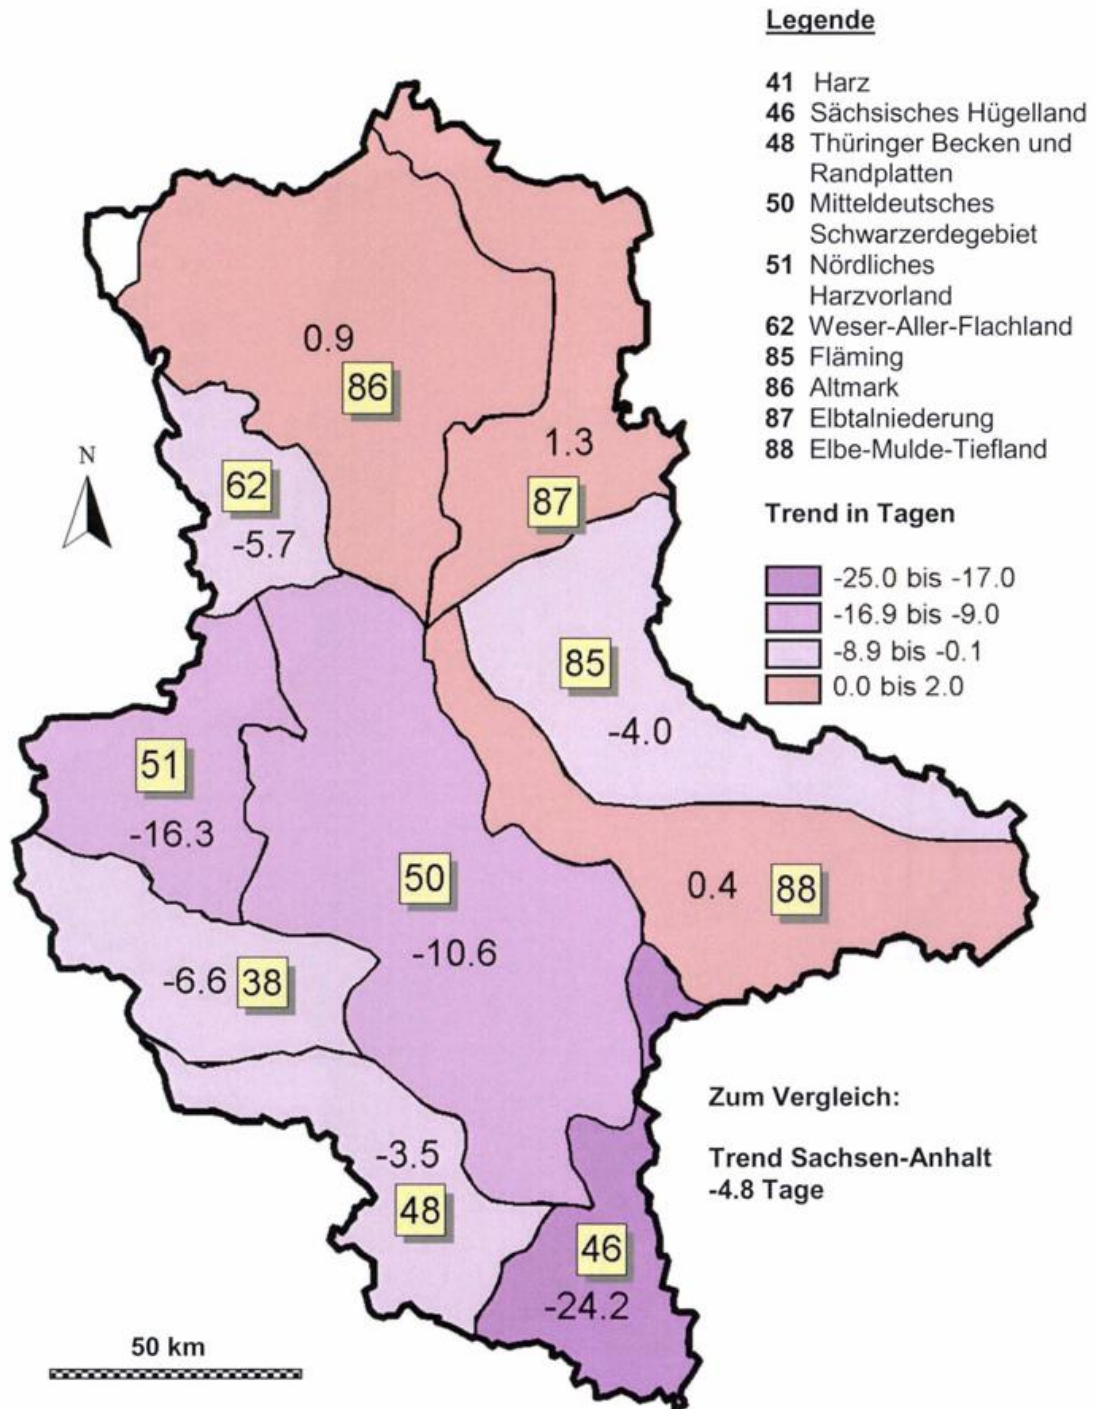 Legende
41 Harz
46 Sächsisches Hügelland
48 Thüringer Becken und
Randplatten
50 Mitteldeutsches
Schwarzerdegebiet
51 Nördliches
Harzvorland
62 Weser-Aller-Flachland
85 Fläming
86 Altmark
87 Elbtalniederung
88 Elbe-Mulde-Tiefland
Trend in Tagen
-25.0 bis -17.0
-16.9 bis -9.0
-8.9 bis -0.1
0.0 bis 2.0
0.9
86
1.3
87
N
62
-5.7
85
-4.0
51
-16.3
50
-10.6
0.4 88
-6.6 38
-3.5
48
46
-24.2
Zum Vergleich:
Trend Sachsen-Anhalt
-4.8 Tage
50 km